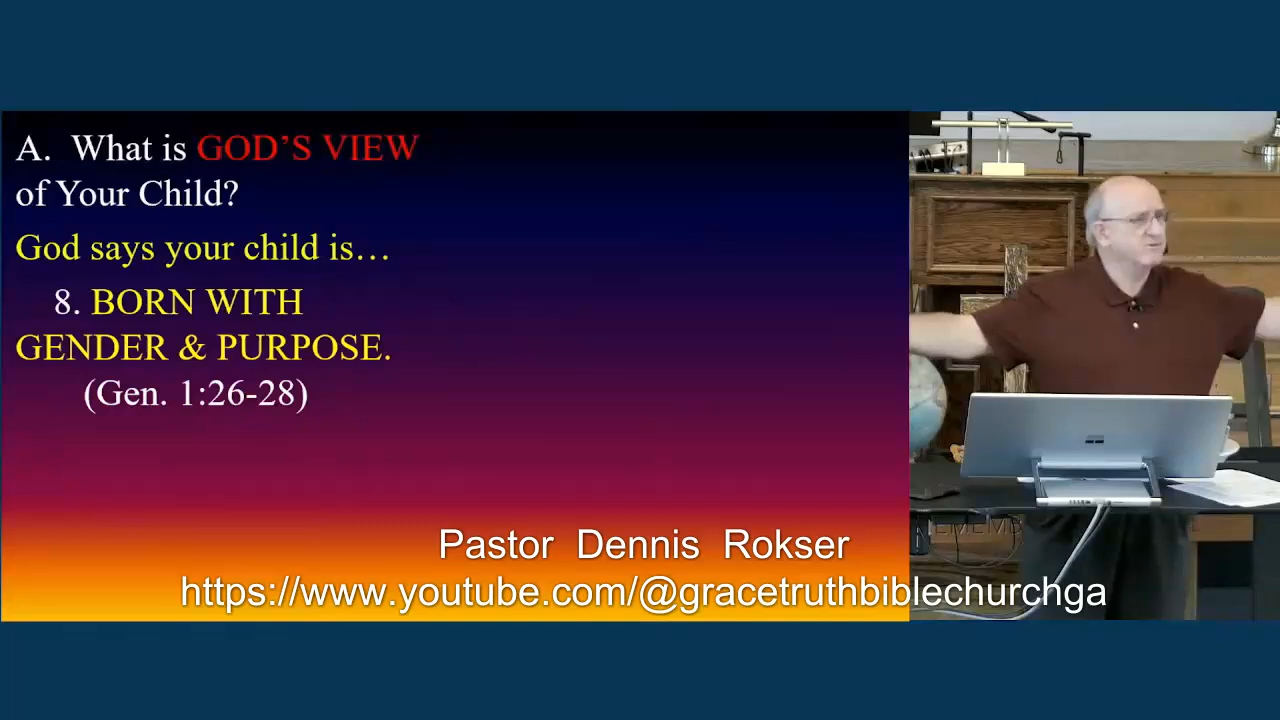 A. What is GOD’S VIEW
of Your Child?
God says your child is…
8. BORN WITH
GENDER & PURPOSE.
(Gen. 1:26-28)
Pastor Dennis Rokser
https://www.youtube.com/@gracetruthbiblechurchga